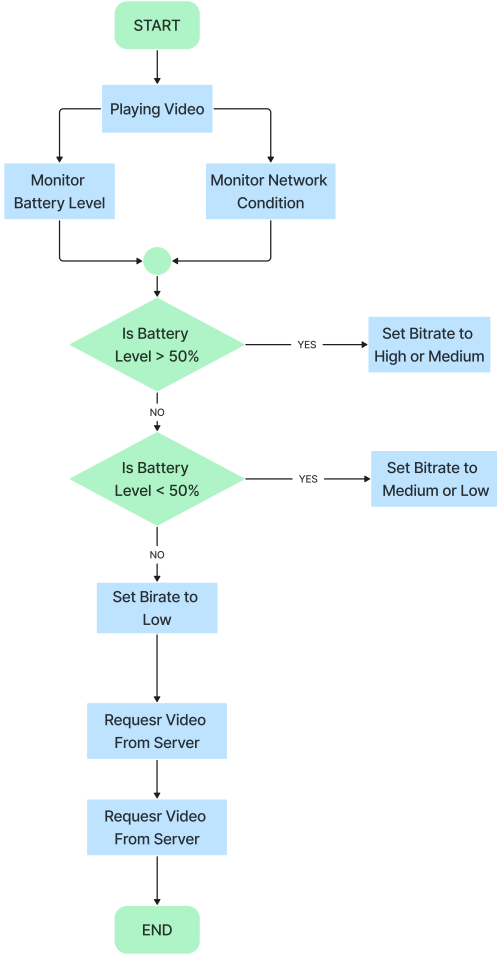 START
Playing Video
Monitor
Battery Level
Monitor Network
Condition
Is Battery
Level > 50%
YES
Set Bitrate to
High or Medium
NO
Is Battery
Level < 50%
YES
Set Bitrate to
Medium or Low
NO
Set Birate to
Low
Requesr Video
From Server
Requesr Video
From Server
END